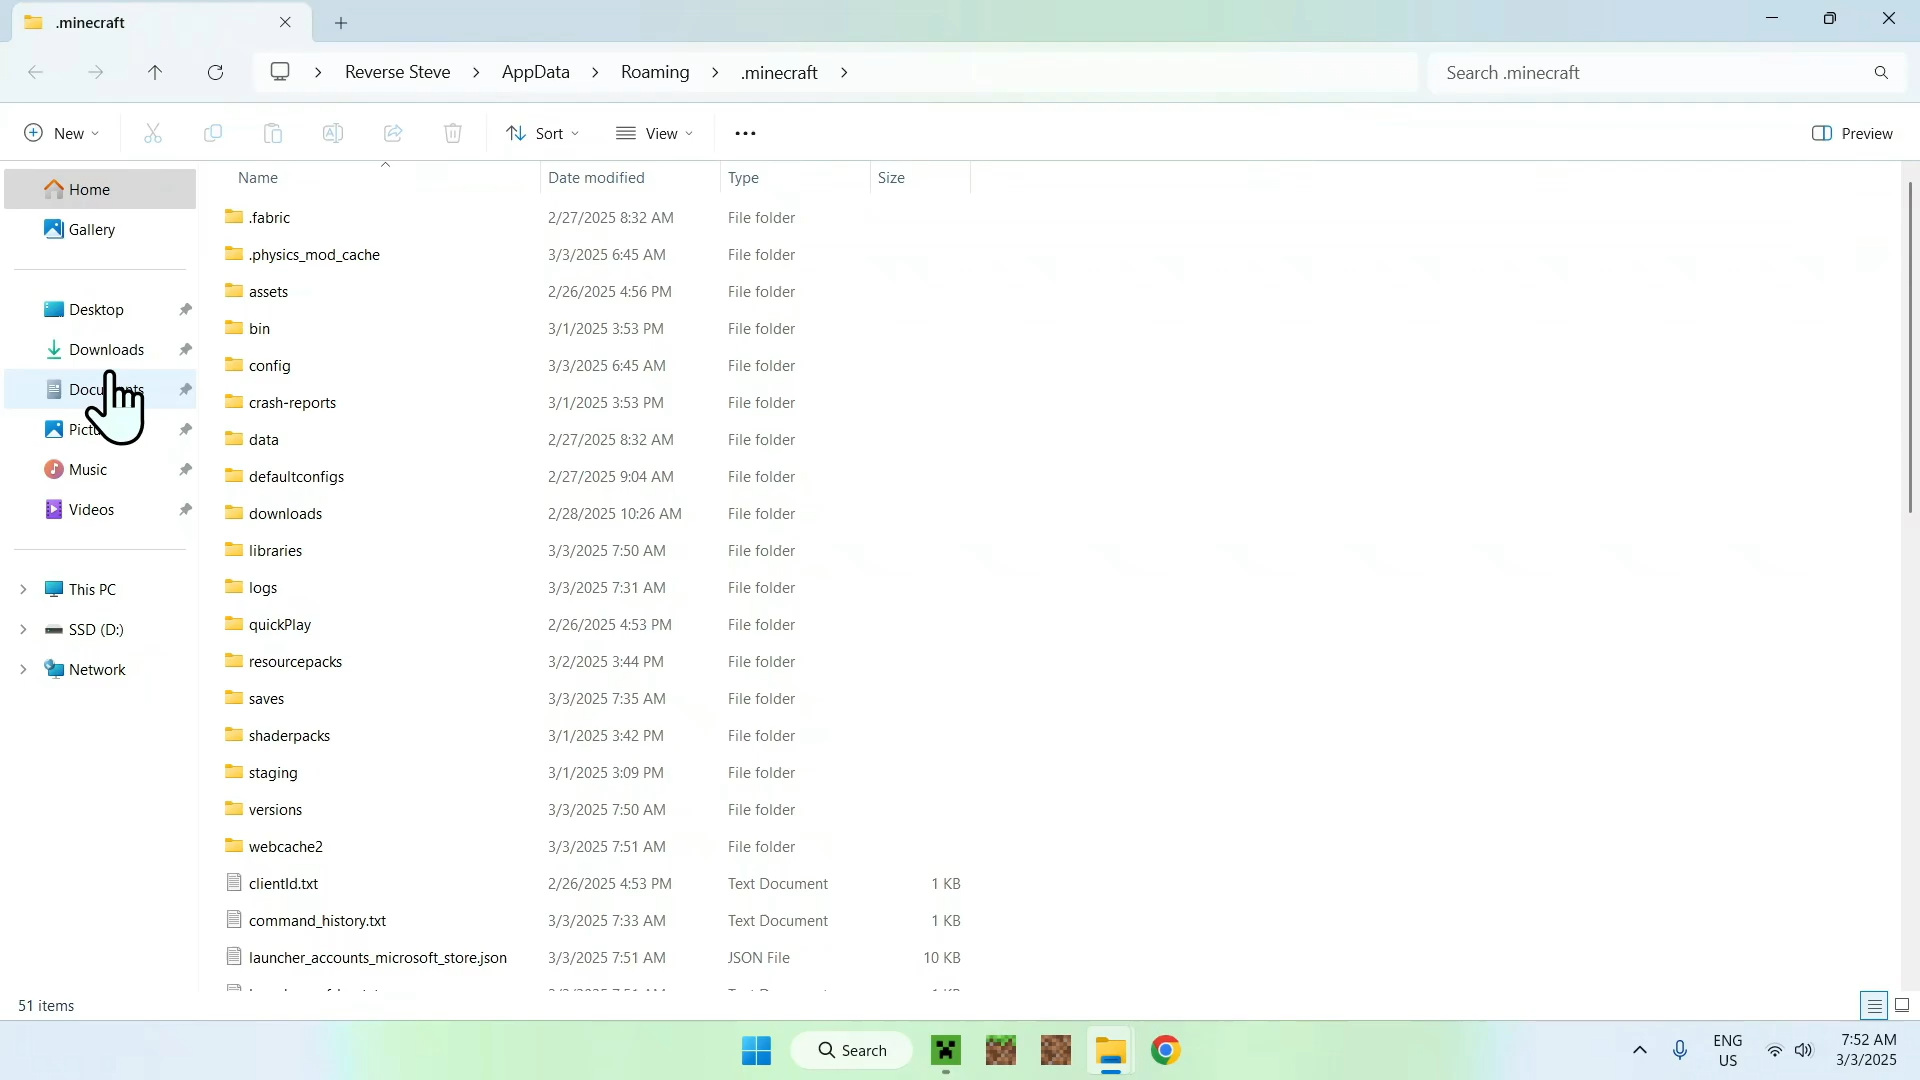 .minecraft
Reverse Steve > AppData > Roaming > .minecraft >
Search .minecraft
New
Sort
View
Preview
Name Date modified Type Size
Home
Gallery
Desktop
Downloads
Music
Videos
This PC
SSD (D:)
Network
.fabric 2/27/2025 8:32 AM File folder
.physics_mod_cache 3/3/2025 6:45 AM File folder
assets 2/26/2025 4:56 PM File folder
bin 3/1/2025 3:53 PM File folder
config 3/3/2025 6:45 AM File folder
crash-reports 3/1/2025 3:53 PM File folder
data 2/27/2025 8:32 AM File folder
defaultconfigs 2/27/2025 9:04 AM File folder
downloads 2/28/2025 10:26 AM File folder
libraries 3/3/2025 7:50 AM File folder
logs 3/3/2025 7:31 AM File folder
quickPlay 2/26/2025 4:53 PM File folder
resourcepacks 3/2/2025 3:44 PM File folder
saves 3/3/2025 7:35 AM File folder
shaderpacks 3/1/2025 3:42 PM File folder
staging 3/1/2025 3:09 PM File folder
versions 3/3/2025 7:50 AM File folder
webcache2 3/3/2025 7:51 AM File folder
clientId.txt 2/26/2025 4:53 PM Text Document 1 KB
command_history.txt 3/3/2025 7:33 AM Text Document 1 KB
launcher_accounts_microsoft_store.json 3/3/2025 7:51 AM JSON File 10 KB
51 items
Search
ENG
US
7:52 AM
3/3/2025